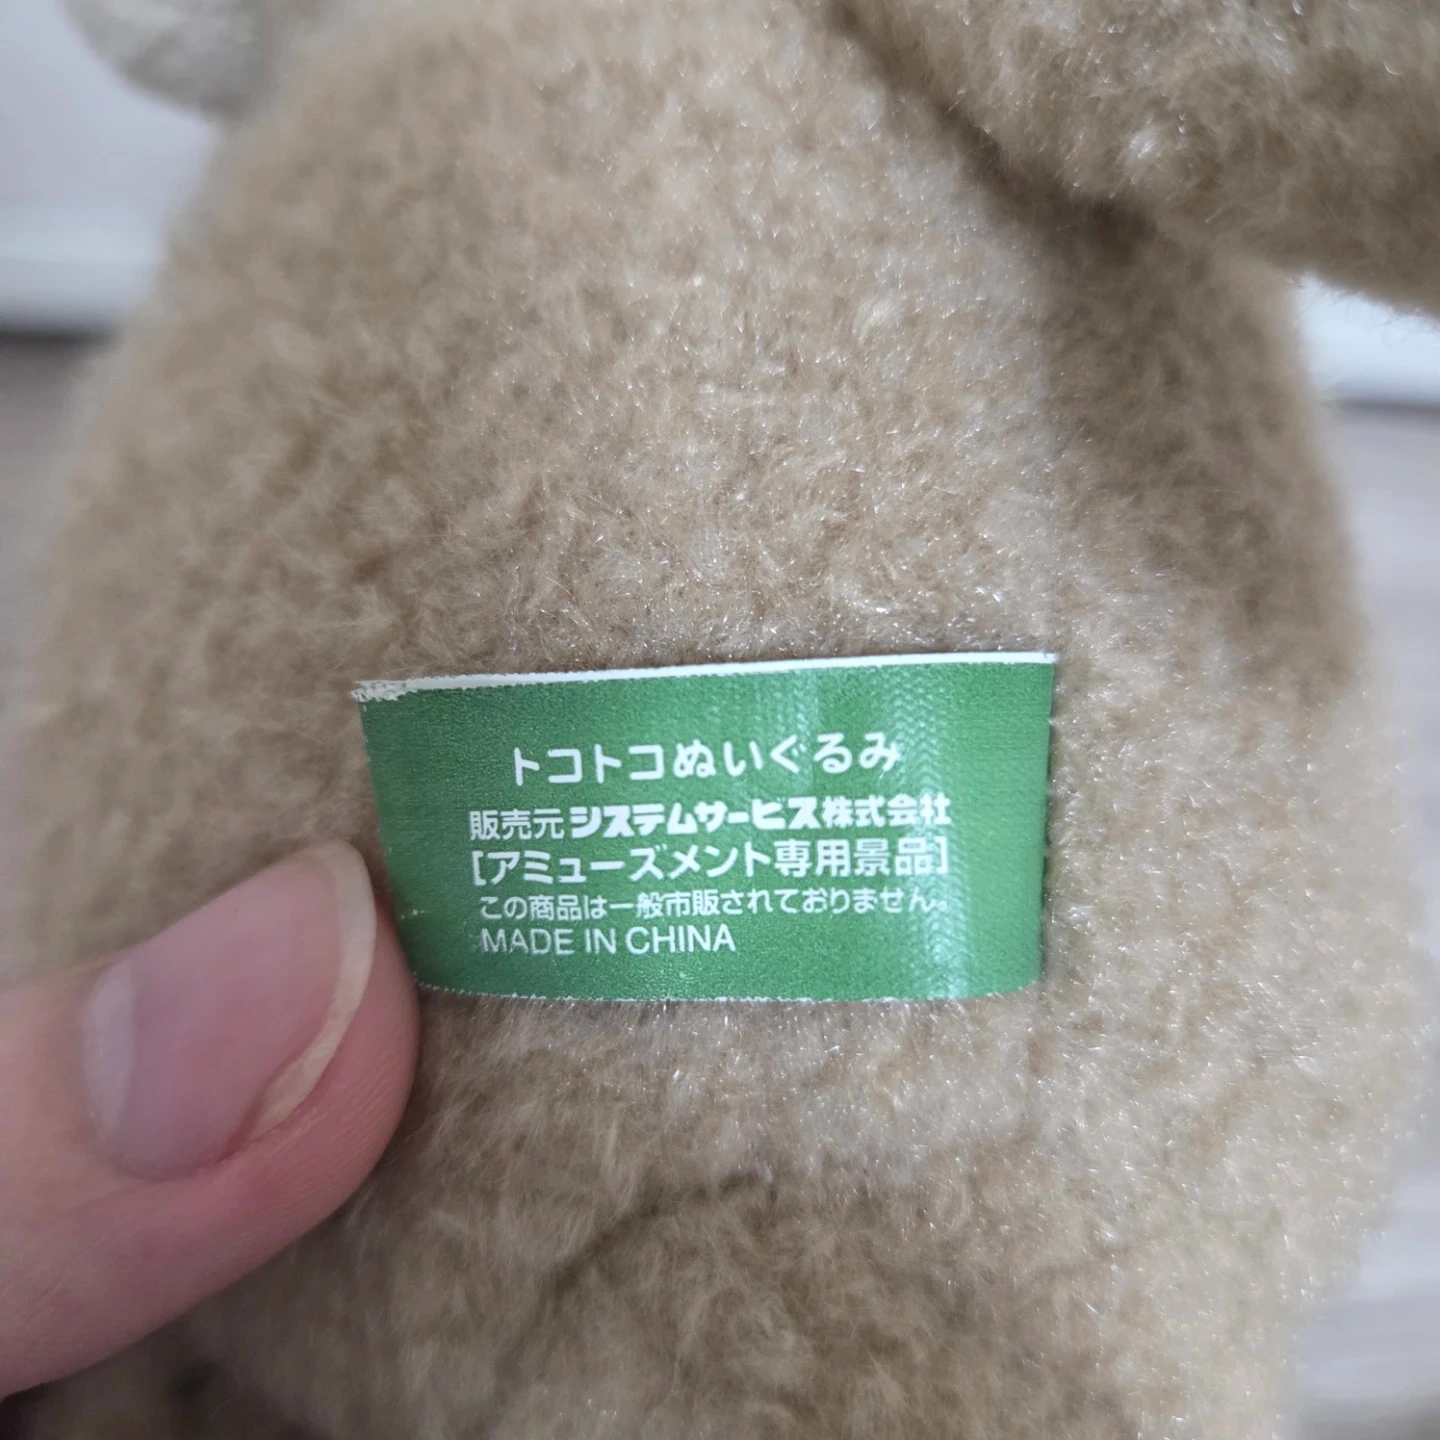 トコトコぬいぐるみ
販売元システムサービス株式会社
[アミューズメント専用景品]
この商品は一般市販されておりません。
MADE IN CHINA